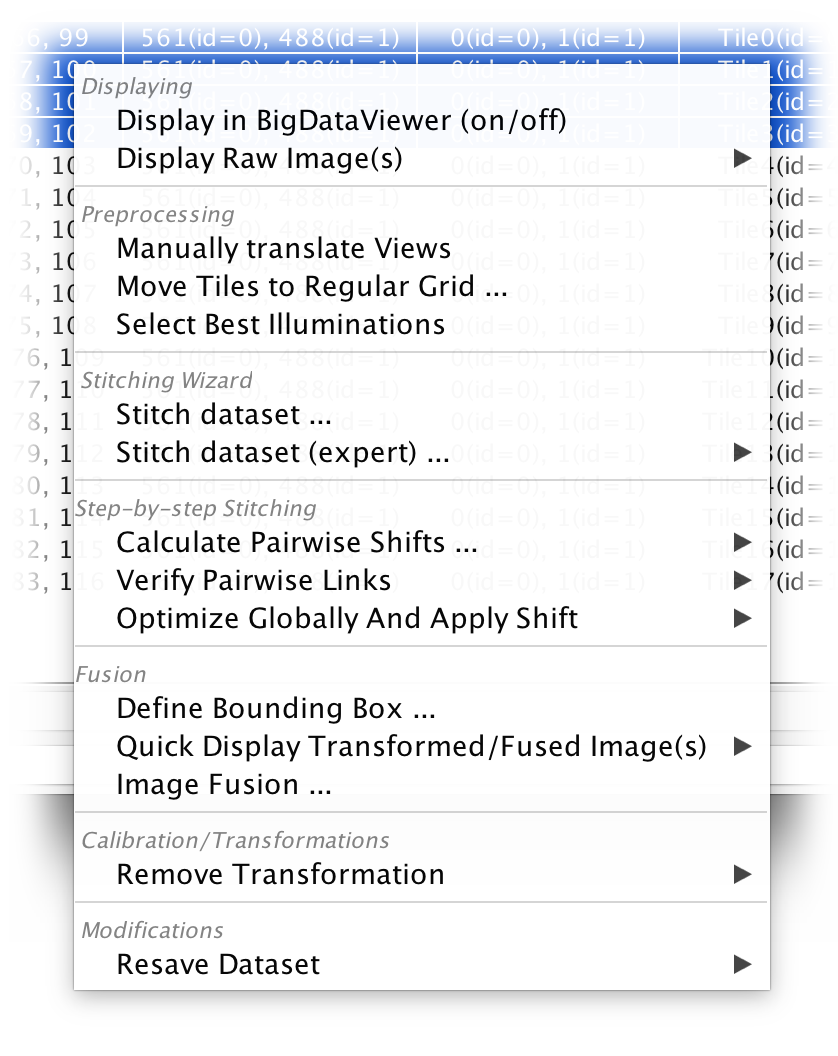 6, 99 561(id=0), 488(id=1) 0(id=0), 1(id=1) Tile0(id=
Displaying
Display in BigDataViewer (on/off)
Display Raw Image(s)
Preprocessing
Manually translate Views
Move Tiles to Regular Grid ...
Select Best Illuminations
Stitching Wizard
Stitch dataset ...
Stitch dataset (expert) ...
Step-by-step Stitching
Calculate Pairwise Shifts ...
Verify Pairwise Links
Optimize Globally And Apply Shift
Fusion
Define Bounding Box ...
Quick Display Transformed/Fused Image(s)
Image Fusion ...
Calibration/Transformations
Remove Transformation
Modifications
Resave Dataset